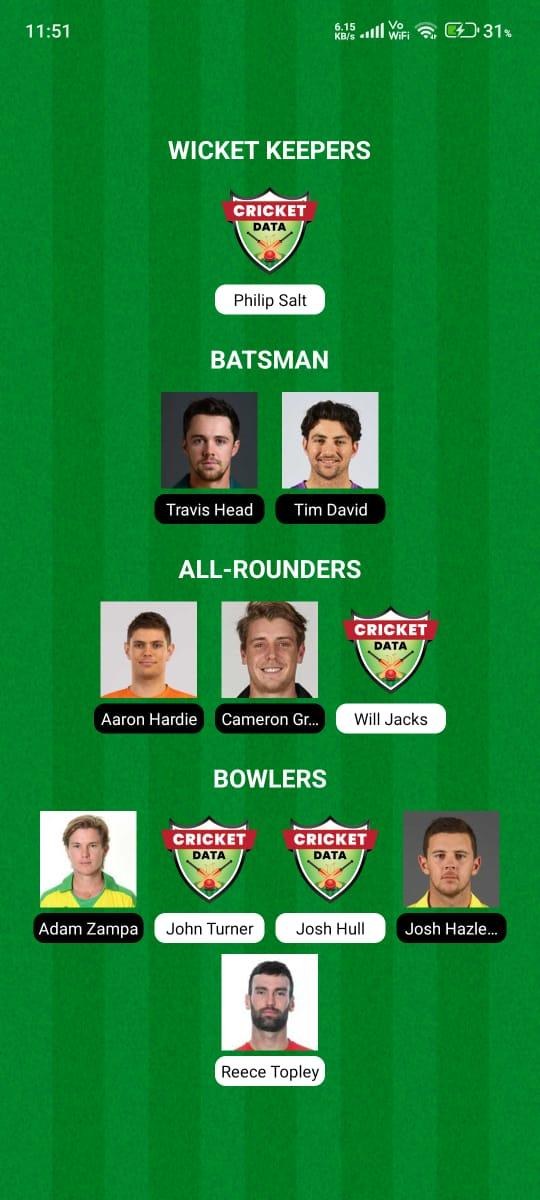 11:51
6.15
KB/s
Vo
WiFi
31%
WICKET KEEPERS
CRICKET
DATA
Philip Salt
BATSMAN
Travis Head
Tim David
ALL-ROUNDERS
CRICKET
DATA
Aaron Hardie
Cameron Gr...
Will Jacks
BOWLERS
CRICKET
DATA
CRICKET
DATA
Adam Zampa
John Turner
Josh Hull
Josh Hazle...
Reece Topley